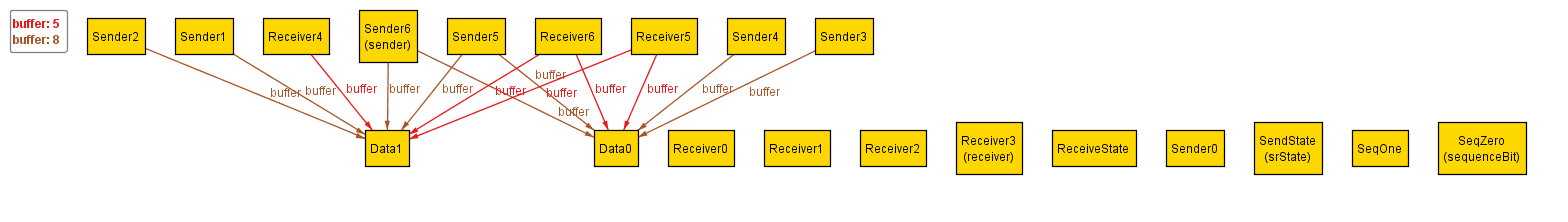 buffer: 5
buffer: 8
Sender2
Sender1
Receiver4
Sender6
(sender)
Sender5
Receiver6
Receiver5
Sender4
Sender3
buffer
buffer
buffer
buffer
buffer
buffer
buffer
buffer
buffer
buffer
buffer
buffer
buffer
Data1
Data0
Receiver0
Receiver1
Receiver2
Receiver3
(receiver)
ReceiveState
Sender0
SendState
(srState)
SeqOne
SeqZero
(sequenceBit)